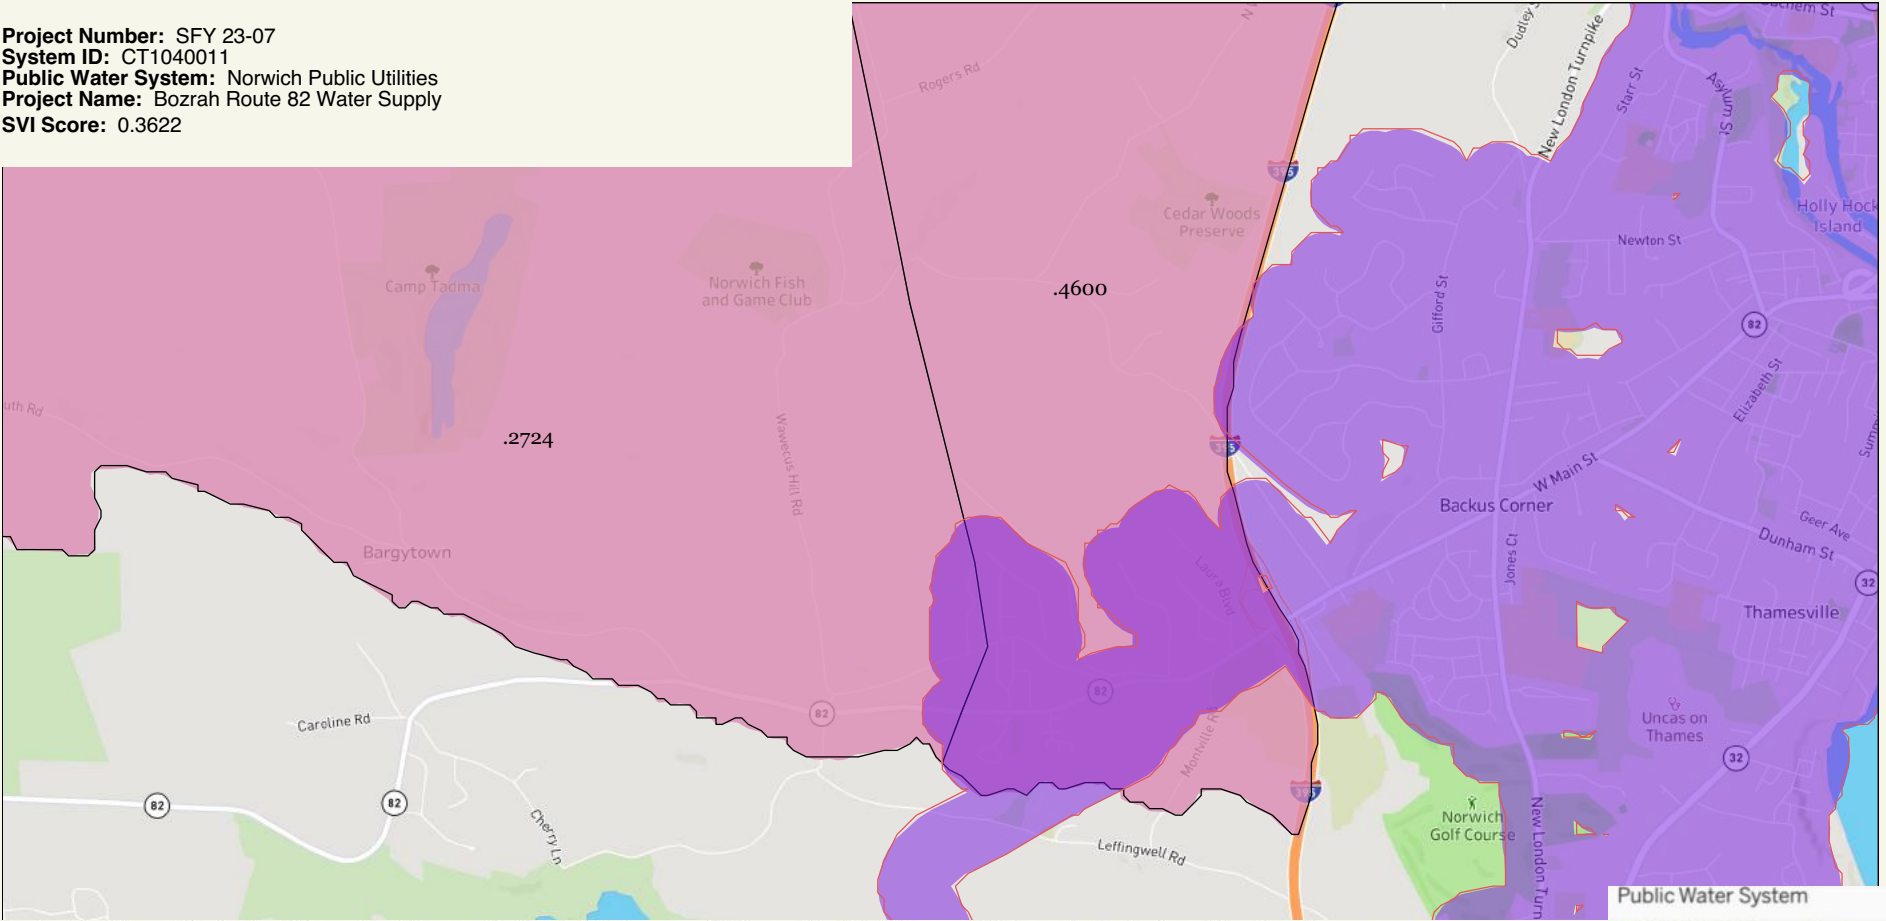 Project Number: SFY 23-07
System ID: CT1040011
Public Water System: Norwich Public Utilities
Project Name: Bozrah Route 82 Water Supply
SVI Score: 0.3622
Dudley
New London Turnpike
Starr St
Asylum St
Rogers Rd
395
Holly Hock
Island
Cedar Woods
Preserve
Newton St
Camp Tadma
Norwich Fish
and Game Club
.4600
Gifford St
82
Elizabeth St
uth Rd
.2724
Wawecus Hill Rd
395
W Main St
Backus Corner
Geer Ave
Dunham St
Bargytown
Laura Blvd
Jones Ct
32
Thamesville
82
82
Caroline Rd
Montville Rd
Uncas on
Thames
32
82
82
395
Cherry Ln
Norwich
Golf Course
Leffingwell Rd
New London Turn
Public Water System